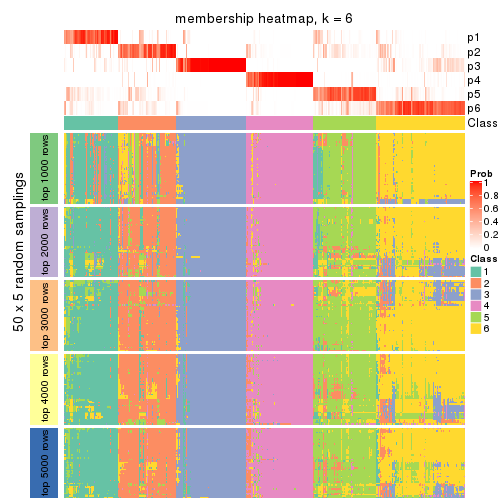 membership heatmap, k = 6
p1
p2
p3
p4
p5
p6
Class
50 x 5 random samplings
top 1000 rows
top 2000 rows
top 3000 rows
top 4000 rows
top 5000 rows
Prob
1
0.8
0.6
0.4
0.2
0
Class
1
2
3
4
5
6